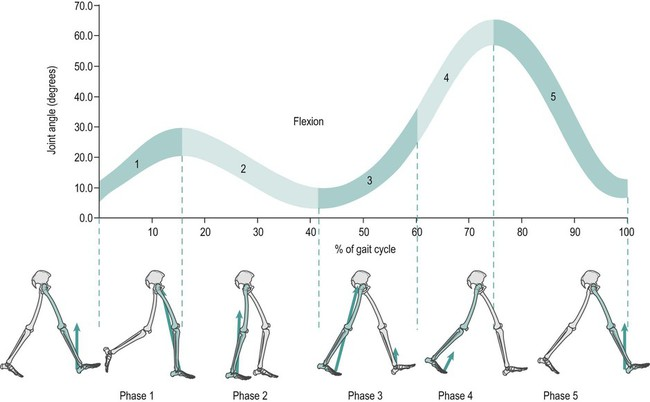 70.0
60.0
50.0
40.0
30.0
20.0
10.0
0.0
Joint angle (degrees)
Flexion
1
2
3
4
5
10 20 30 40 50 60 70 80 90 100
% of gait cycle
Phase 1 Phase 2 Phase 3 Phase 4 Phase 5